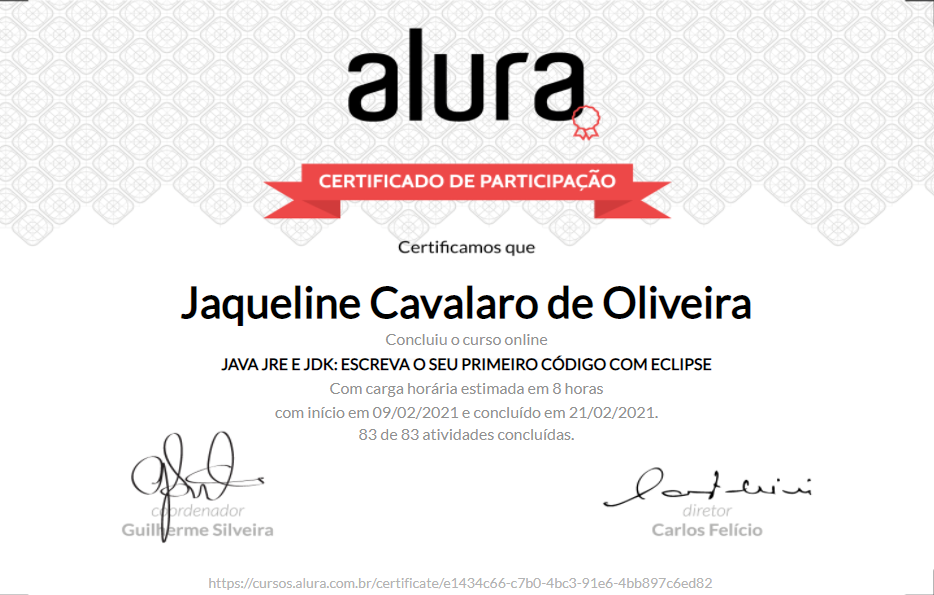 alura
CERTIFICADO DE PARTICIPAÇÃO
Certificamos que
Jaqueline Cavalaro de Oliveira
Concluiu o curso online
JAVA JRE E JDK: ESCREVA O SEU PRIMEIRO CÓDIGO COM ECLIPSE
Com carga horária estimada em 8 horas
com início em 09/02/2021 e concluído em 21/02/2021.
83 de 83 atividades concluídas.
coordenador
Guilherme Silveira
diretor
Carlos Felício
https://cursos.alura.com.br/certificate/e1434c66-c7b0-4bc3-91e6-4bb897c6ed82